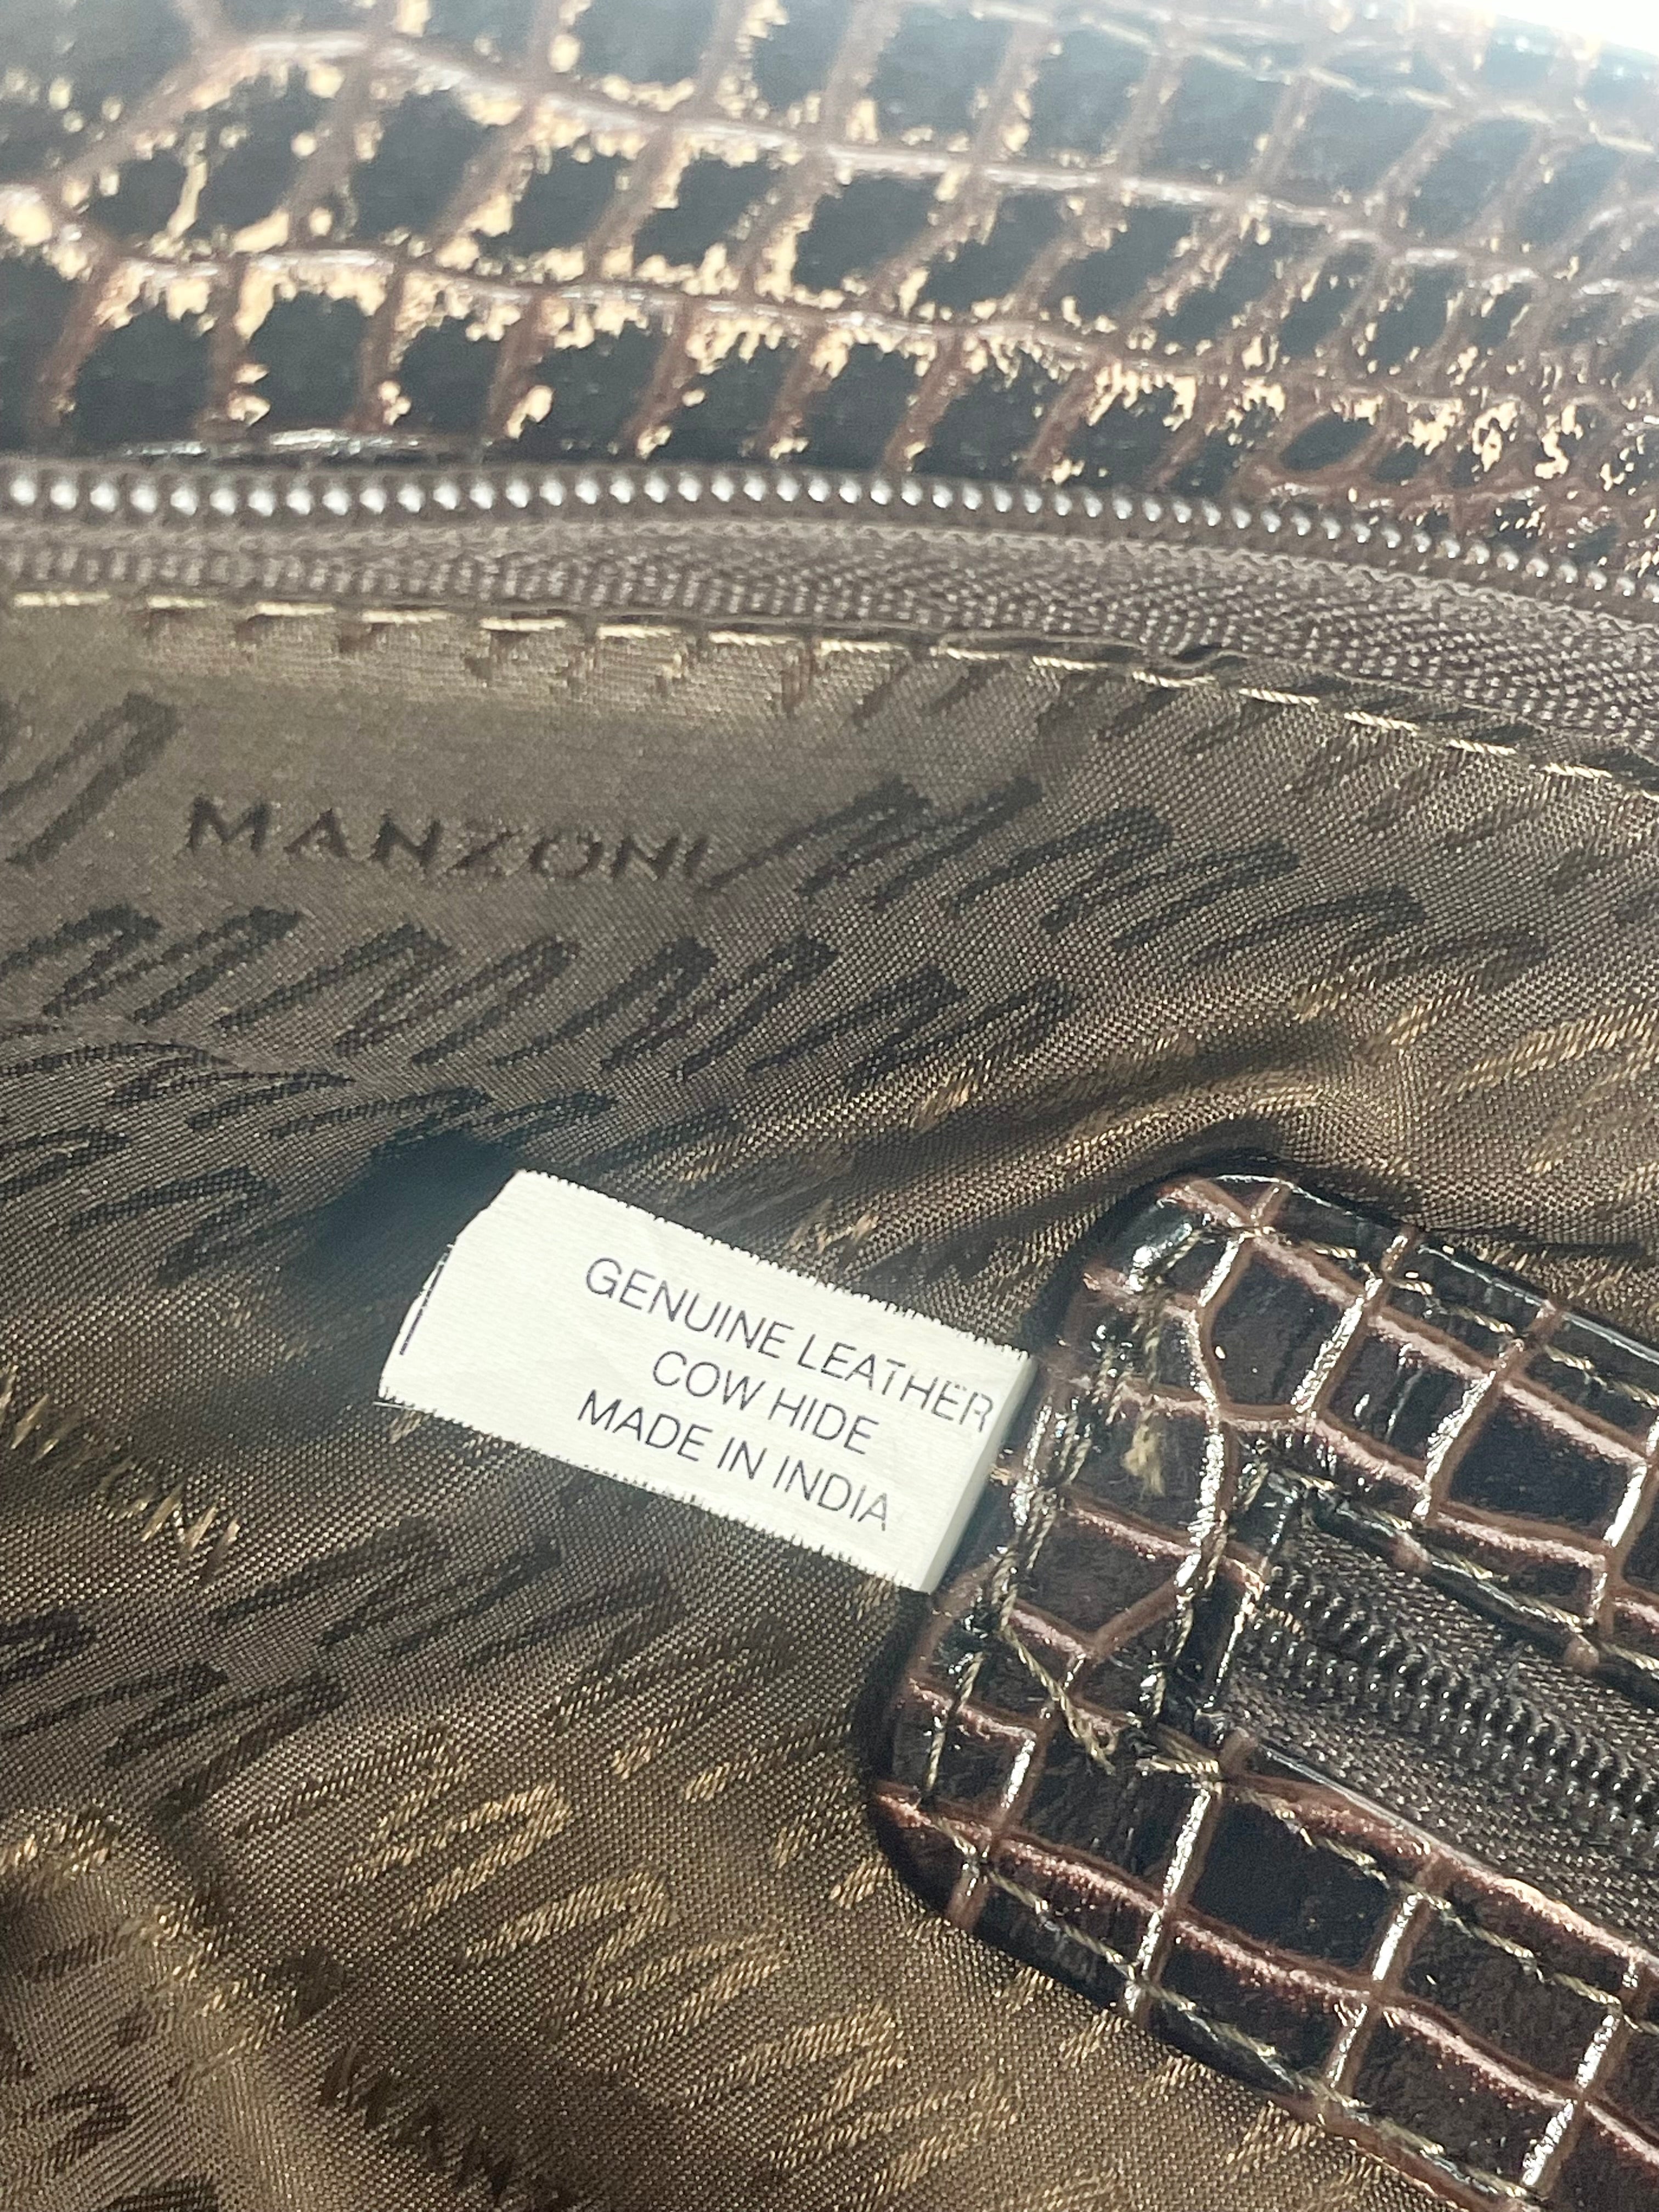 MANZONI
GENUINE LEATHER
COW HIDE
MADE IN INDIA